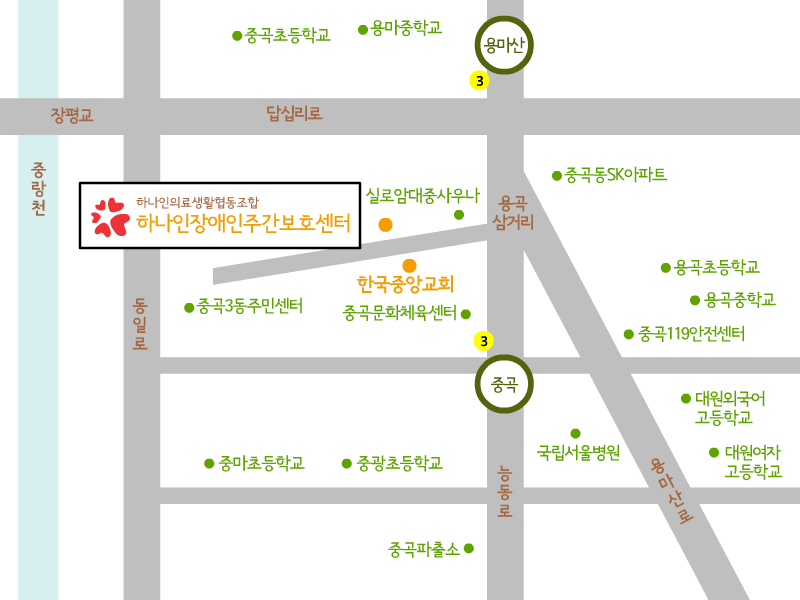 중곡초등학교
용마중학교
용마산
3
장평교
답십리로
중랑천
중곡동SK아파트
하나인의료생활협동조합
하나인장애인주간보호센터
실로암대중사우나
용곡
삼거리
용곡초등학교
한국중앙교회
용곡중학교
중곡3동주민센터
중곡문화체육센터
동일로
중곡119안전센터
3
중곡
대원외국어
고등학교
국립서울병원
대원여자
고등학교
중마초등학교
중광초등학교
능동로
용마산로
중곡파출소